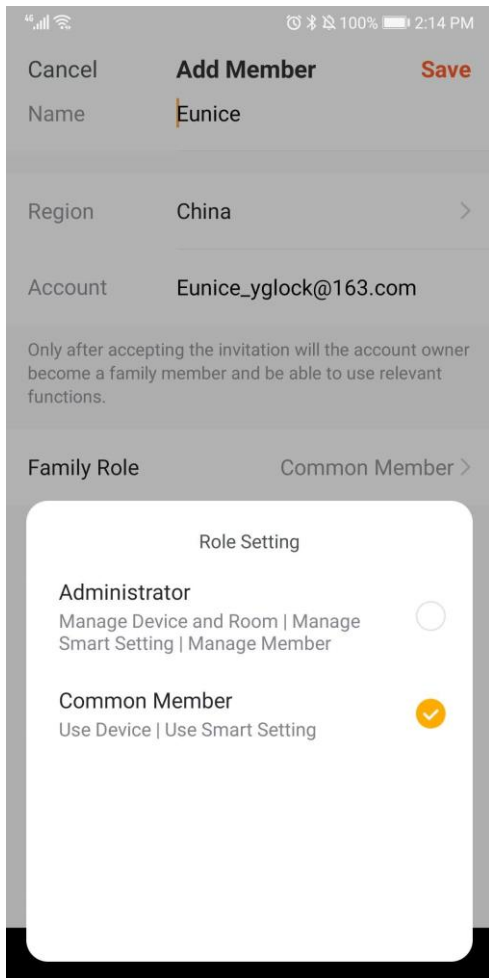 46 100% 2:14 PM
Cancel Add Member Save
Name Eunice
Region China
Account Eunice_yglock@163.com
Only after accepting the invitation will the account owner
become a family member and be able to use relevant
functions.
Family Role Common Member
Role Setting
Administrator
Manage Device and Room | Manage
Smart Setting | Manage Member
Common Member
Use Device | Use Smart Setting